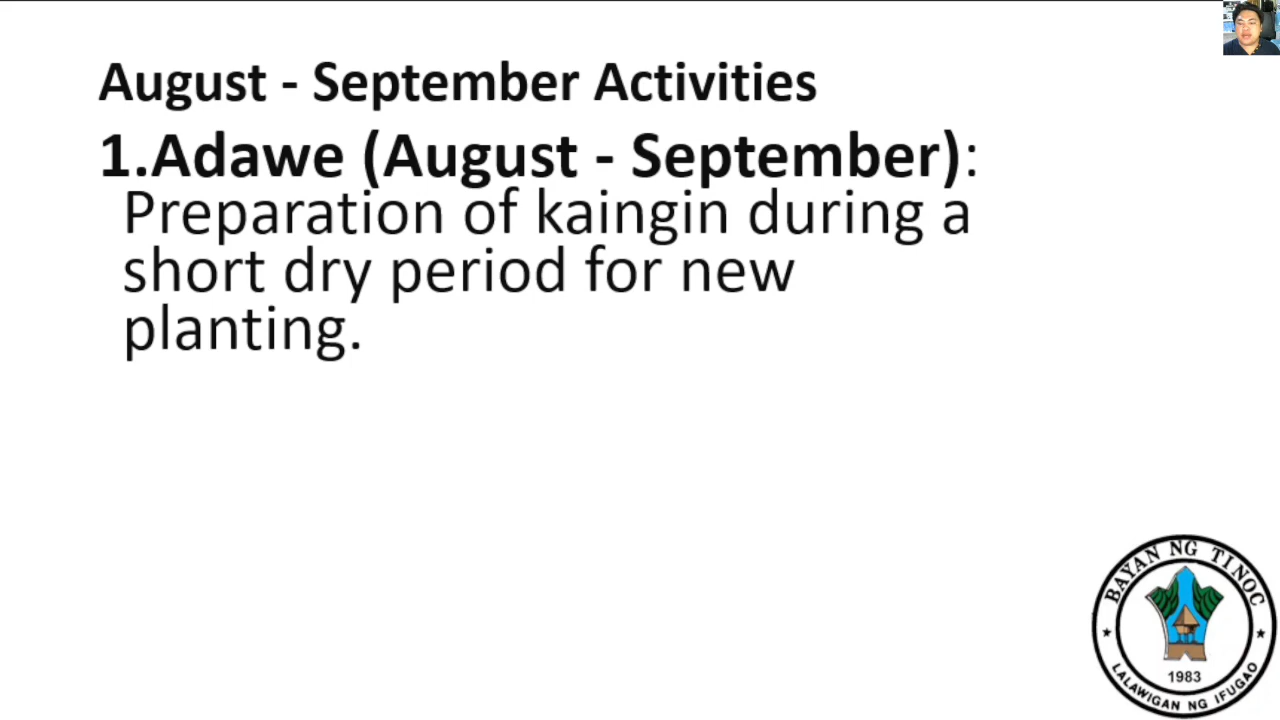 August - September Activities
1.Adawe (August - September):
Preparation of kaingin during a
short dry period for new
planting.
BAYAN NG TINOC
1983
LALAWIGAN NG IFUGAO